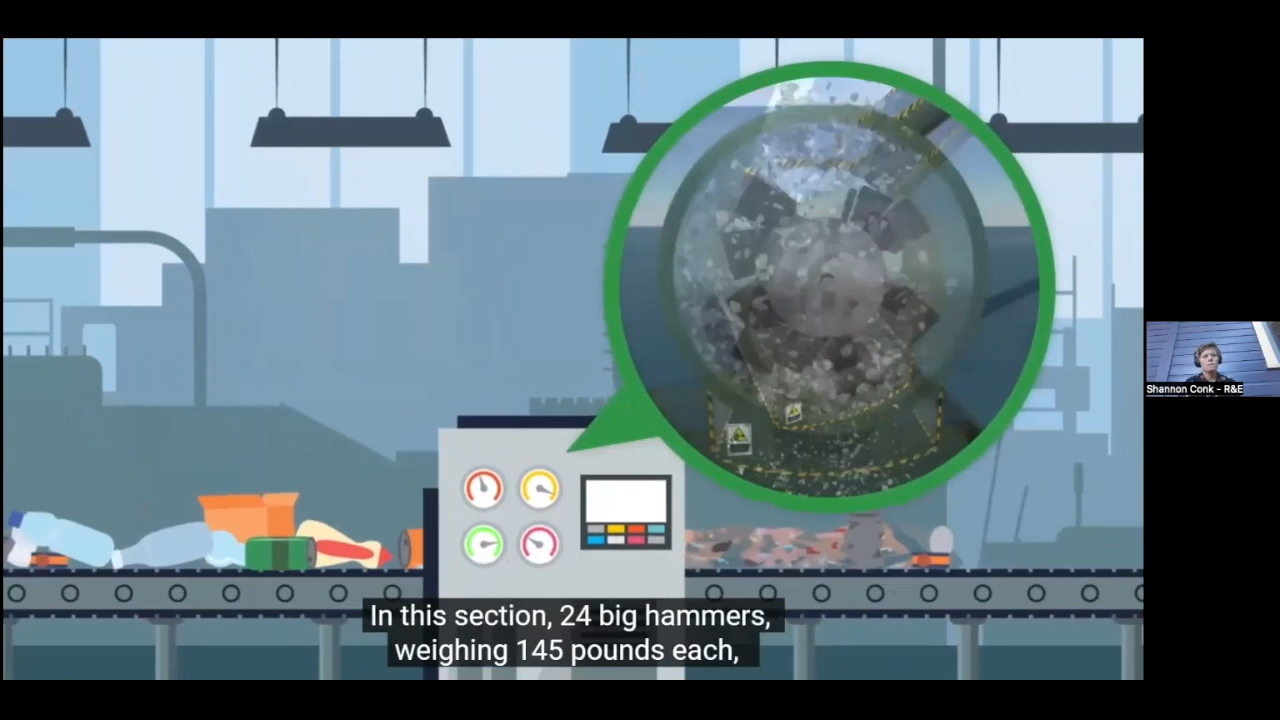 Shannon Conk - R&E
In this section, 24 big hammers,
weighing 145 pounds each,